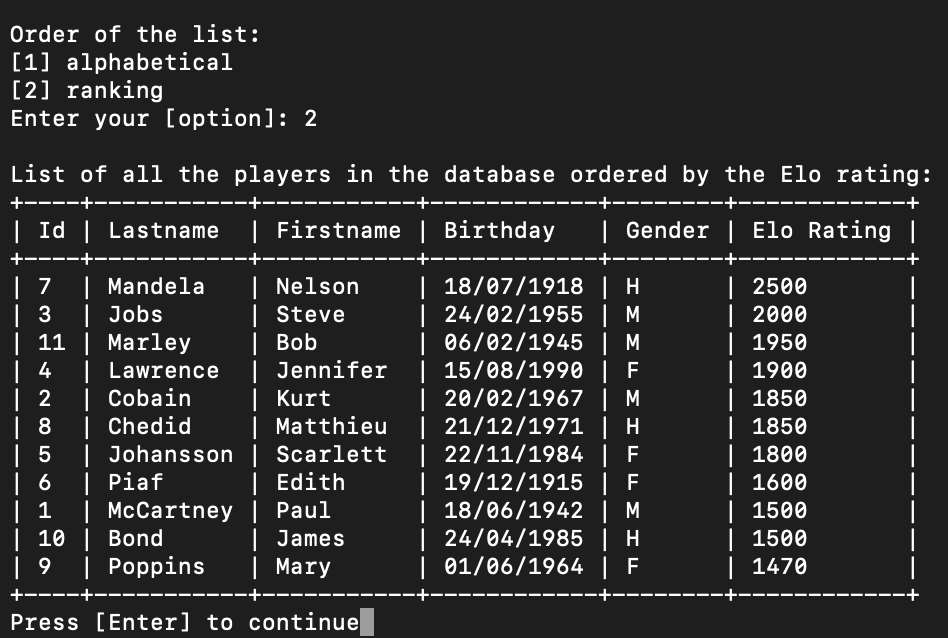 Order of the list:
[1] alphabetical
[2] ranking
Enter your [option]: 2
List of all the players in the database ordered by the Elo rating:
+----+-----------+-----------+------------+--------+------------+
| Id | Lastname  | Firstname | Birthday   | Gender | Elo Rating |
+----+-----------+-----------+------------+--------+------------+
| 7  | Mandela   | Nelson    | 18/07/1918 | H      | 2500       |
| 3  | Jobs      | Steve     | 24/02/1955 | M      | 2000       |
| 11 | Marley    | Bob       | 06/02/1945 | M      | 1950       |
| 4  | Lawrence  | Jennifer  | 15/08/1990 | F      | 1900       |
| 2  | Cobain    | Kurt      | 20/02/1967 | M      | 1850       |
| 8  | Chedid    | Matthieu  | 21/12/1971 | H      | 1850       |
| 5  | Johansson | Scarlett  | 22/11/1984 | F      | 1800       |
| 6  | Piaf      | Edith     | 19/12/1915 | F      | 1600       |
| 1  | McCartney | Paul      | 18/06/1942 | M      | 1500       |
| 10 | Bond      | James     | 24/04/1985 | H      | 1500       |
| 9  | Poppins   | Mary      | 01/06/1964 | F      | 1470       |
+----+-----------+-----------+------------+--------+------------+
Press [Enter] to continue